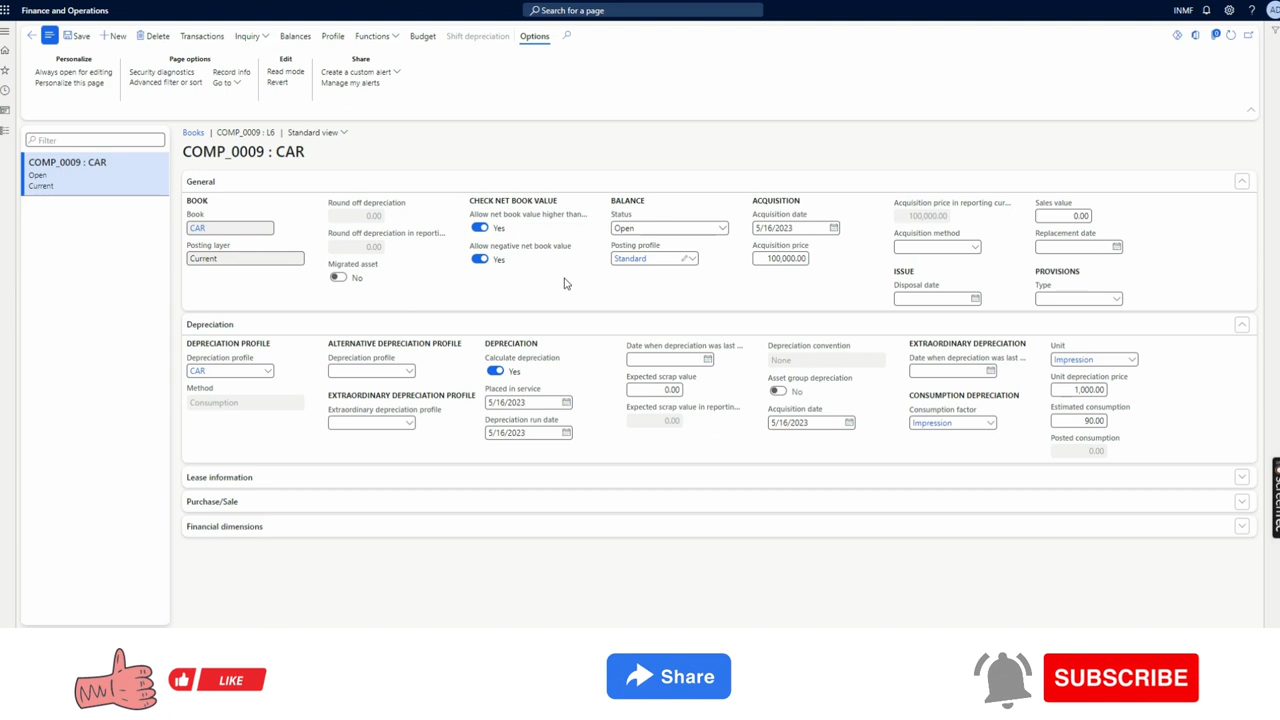 Finance and Operations
Search for a page
INMF
Save
New
Delete
Transactions
Inquiry
Balances
Profile
Functions
Budget
Shift depreciation
Options
Personalize
Always open for editing
Personalize this page
Page options
Security diagnostics
Advanced filter or sort
Record info
Go to
Edit
Read mode
Revert
Share
Create a custom alert
Manage my alerts
Filter
COMP_0009 : CAR
Open
Current
Books | COMP_0009 : L6 | Standard view
COMP_0009 : CAR
General
BOOK
Book
CAR
Posting layer
Current
Round off depreciation
0.00
Round off depreciation in reporti...
0.00
Migrated asset
No
CHECK NET BOOK VALUE
Allow net book value higher than...
Yes
Allow negative net book value
Yes
BALANCE
Status
Open
Posting profile
Standard
ACQUISITION
Acquisition date
5/16/2023
Acquisition price
100,000.00
Acquisition price in reporting cur...
100,000.00
Acquisition method
ISSUE
Disposal date
Sales value
0.00
Replacement date
PROVISIONS
Type
Depreciation
DEPRECIATION PROFILE
Depreciation profile
CAR
Method
Consumption
ALTERNATIVE DEPRECIATION PROFILE
Depreciation profile
EXTRAORDINARY DEPRECIATION PROFILE
Extraordinary depreciation profile
DEPRECIATION
Calculate depreciation
Yes
Placed in service
5/16/2023
Depreciation run date
5/16/2023
Date when depreciation was last ...
Expected scrap value
0.00
Expected scrap value in reportin...
0.00
Depreciation convention
None
Asset group depreciation
No
Acquisition date
5/16/2023
EXTRAORDINARY DEPRECIATION
Date when depreciation was last ...
CONSUMPTION DEPRECIATION
Consumption factor
Impression
Unit
Impression
Unit depreciation price
1,000.00
Estimated consumption
90.00
Posted consumption
0.00
Lease information
Purchase/Sale
Financial dimensions
LIKE
Share
SUBSCRIBE